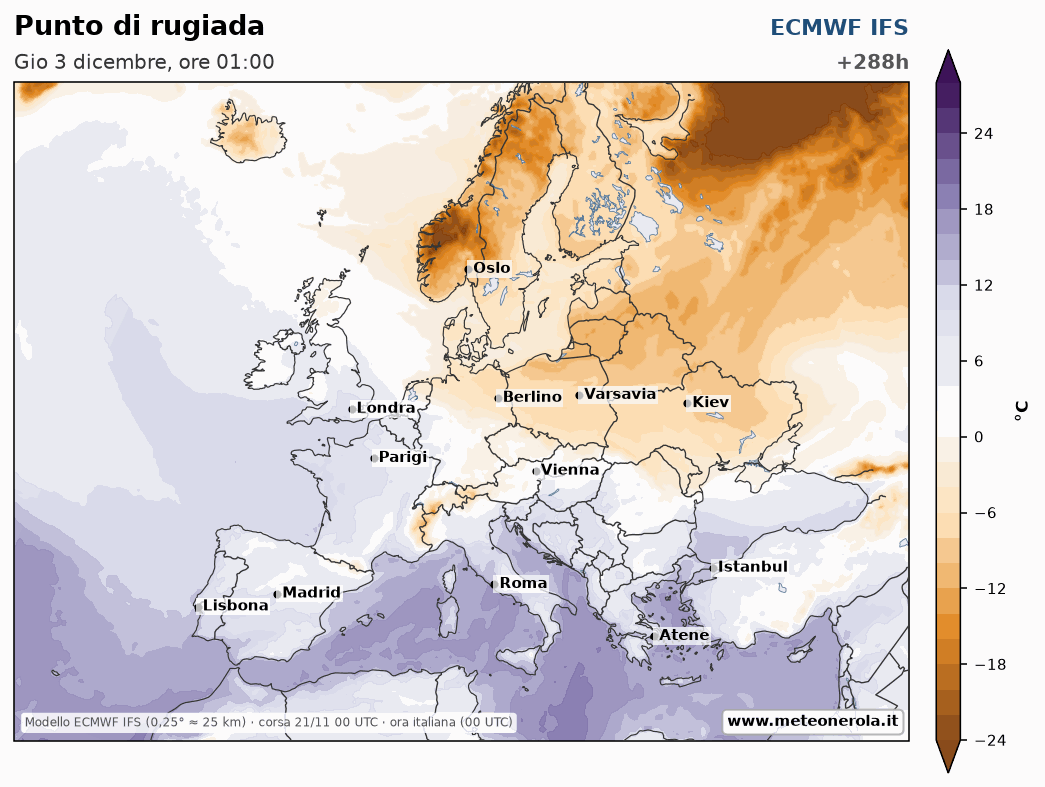 Punto di rugiada
ECMWF IFS
Gio 3 dicembre, ore 01:00
+288h
Oslo
Londra
Berlino
Varsavia
Kiev
Parigi
Vienna
Madrid
Lisbona
Roma
Istanbul
Atene
24
18
12
6
0
−6
−12
−18
−24
°C
Modello ECMWF IFS (0,25° ≈ 25 km) · corsa 21/11 00 UTC · ora italiana (00 UTC)
www.meteonerola.it